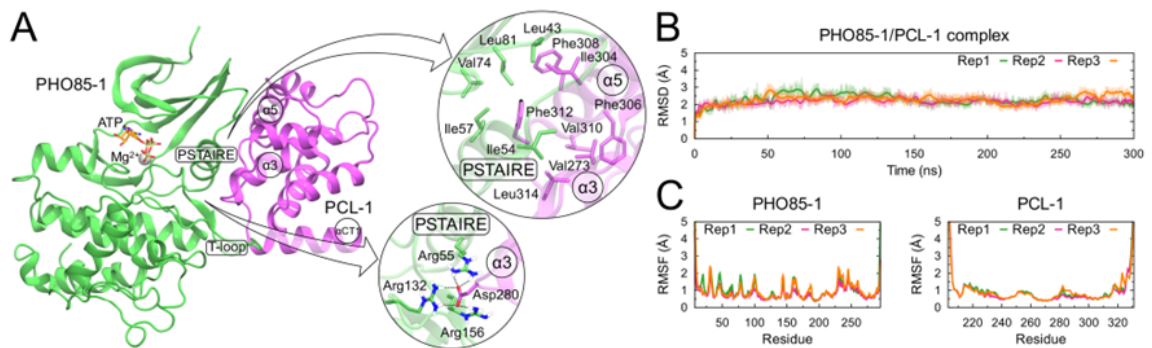 A
PHO85-1
ATP
Mg2+
PSTAIRE
α5
α3
PCL-1
αCT1
T-loop
Leu81
Leu43
Phe308
Ile304
Val74
α5
Phe306
Phe312
Ile57
Val310
Ile54
PSTAIRE
Val273
α3
Leu314
PSTAIRE
Arg55
α3
Arg132
Asp280
Arg156
B
PHO85-1/PCL-1 complex
Rep1 Rep2 Rep3
RMSD (Å)
5
4
3
2
1
0
0 50 100 150 200 250 300
Time (ns)
C
PHO85-1
Rep1 Rep2 Rep3
RMSF (Å)
5
4
3
2
1
0
50 100 150 200 250
Residue
PCL-1
Rep1 Rep2 Rep3
RMSF (Å)
5
4
3
2
1
0
220 240 260 280 300 320
Residue